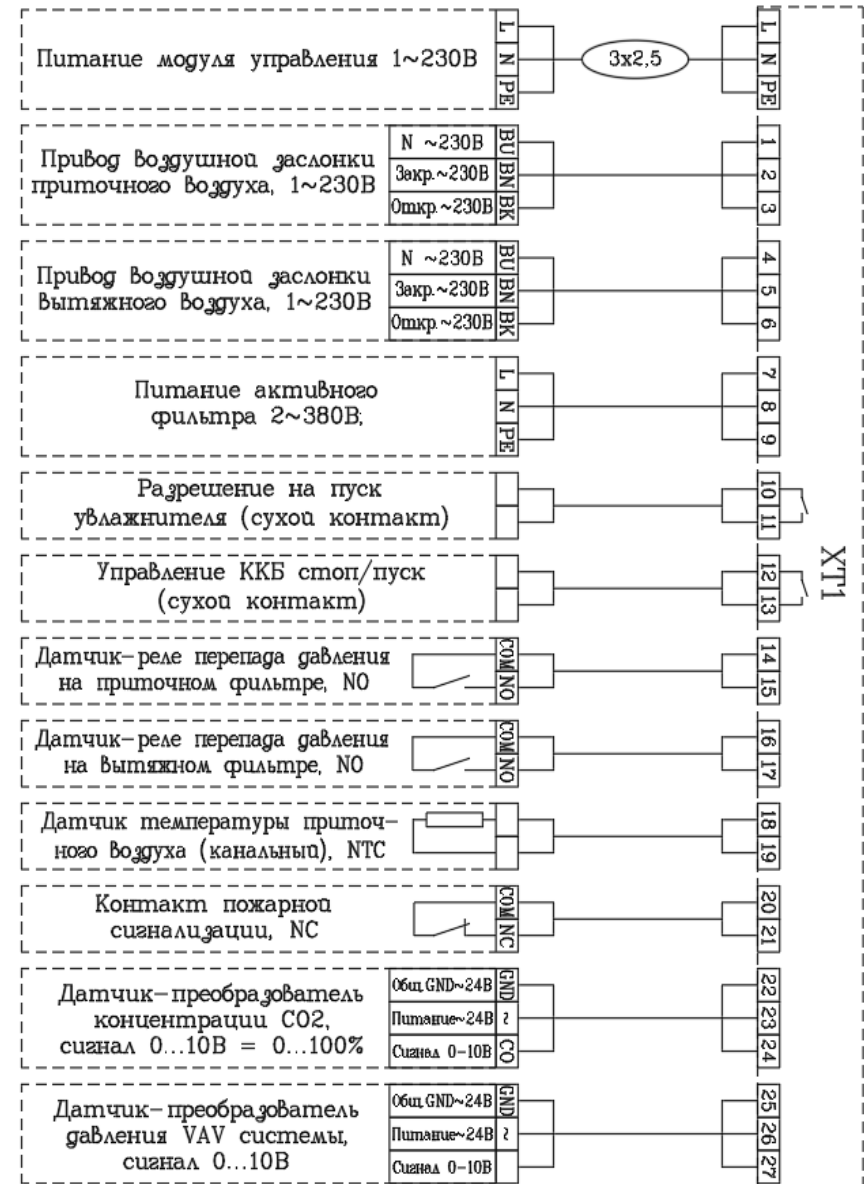 Питание модуля управления 1~230В
L
N
PE
3x2,5
L
N
PE
Привод воздушной заслонки
приточного воздуха, 1~230В
N ~230В
Закр.~230В
Откр.~230В
BU
BN
BK
1
2
3
Привод воздушной заслонки
вытяжного воздуха, 1~230В
N ~230В
Закр.~230В
Откр.~230В
BU
BN
BK
4
5
6
Питание активного
фильтра 2~380В;
L
N
PE
7
8
9
Разрешение на пуск
увлажнителя (сухой контакт)
10
11
Управление ККБ стоп/пуск
(сухой контакт)
12
13
XT1
Датчик-реле перепада давления
на приточном фильтре, NO
COM
NO
14
15
Датчик-реле перепада давления
на вытяжном фильтре, NO
COM
NO
16
17
Датчик температуры приточ-
ного воздуха (канальный), NTC
18
19
Контакт пожарной
сигнализации, NC
COM
NC
20
21
Датчик-преобразователь
концентрации CO2,
сигнал 0...10В = 0...100%
Общ.GND~24В
Питание~24В
Сигнал 0-10В
GND
~
CO
22
23
24
Датчик-преобразователь
давления VAV системы,
сигнал 0...10В
Общ.GND~24В
Питание~24В
Сигнал 0-10В
GND
~
25
26
27